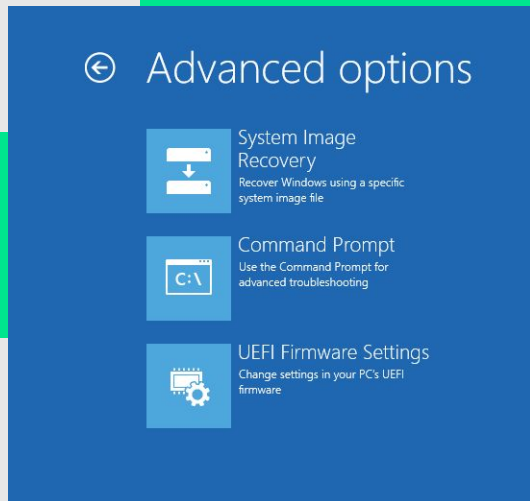 Advanced options
System Image
Recovery
Recover Windows using a specific
system image file
Command Prompt
C:\
Use the Command Prompt for
advanced troubleshooting
UEFI Firmware Settings
Change settings in your PC's UEFI
firmware